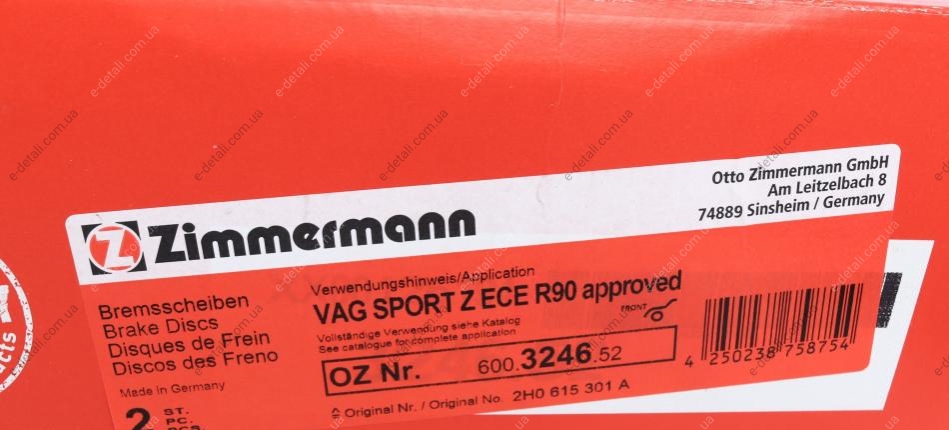 Otto Zimmermann GmbH
Am Leitzelbach 8
74889 Sinsheim / Germany
Z Zimmermann
Bremsscheiben
Brake Discs
Disques de Frein
Discos des Freno
Made in Germany
2 ST.
PC.
Verwendungshinweis/Application
VAG SPORT Z ECE R90 approved
FRONT
Vollständige Verwendung siehe Katalog
See catalogue for complete application
OZ Nr. 600.3246.52
Original Nr. / Original No. 2H0 615 301 A
4 250238 758754
e-detali.com.ua